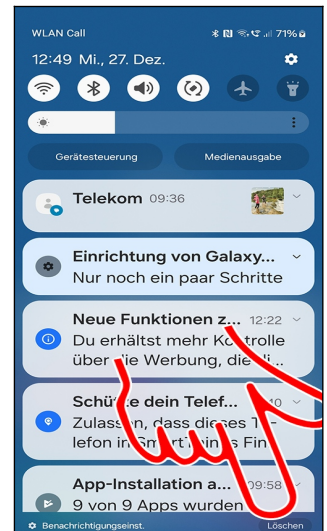 WLAN Call 71%
12:49 Mi., 27. Dez.
Gerätesteuerung Medienausgabe
Telekom 09:36
Einrichtung von Galaxy...
Nur noch ein paar Schritte
Neue Funktionen z... 12:22
Du erhältst mehr Kontrolle
über die Werbung, die di...
Schütze dein Telef...
Zulassen, dass dieses Te-
lefon in SmartThings Fin
App-Installation a... 09:58
9 von 9 Apps wurden
Benachrichtigungseinst. Löschen